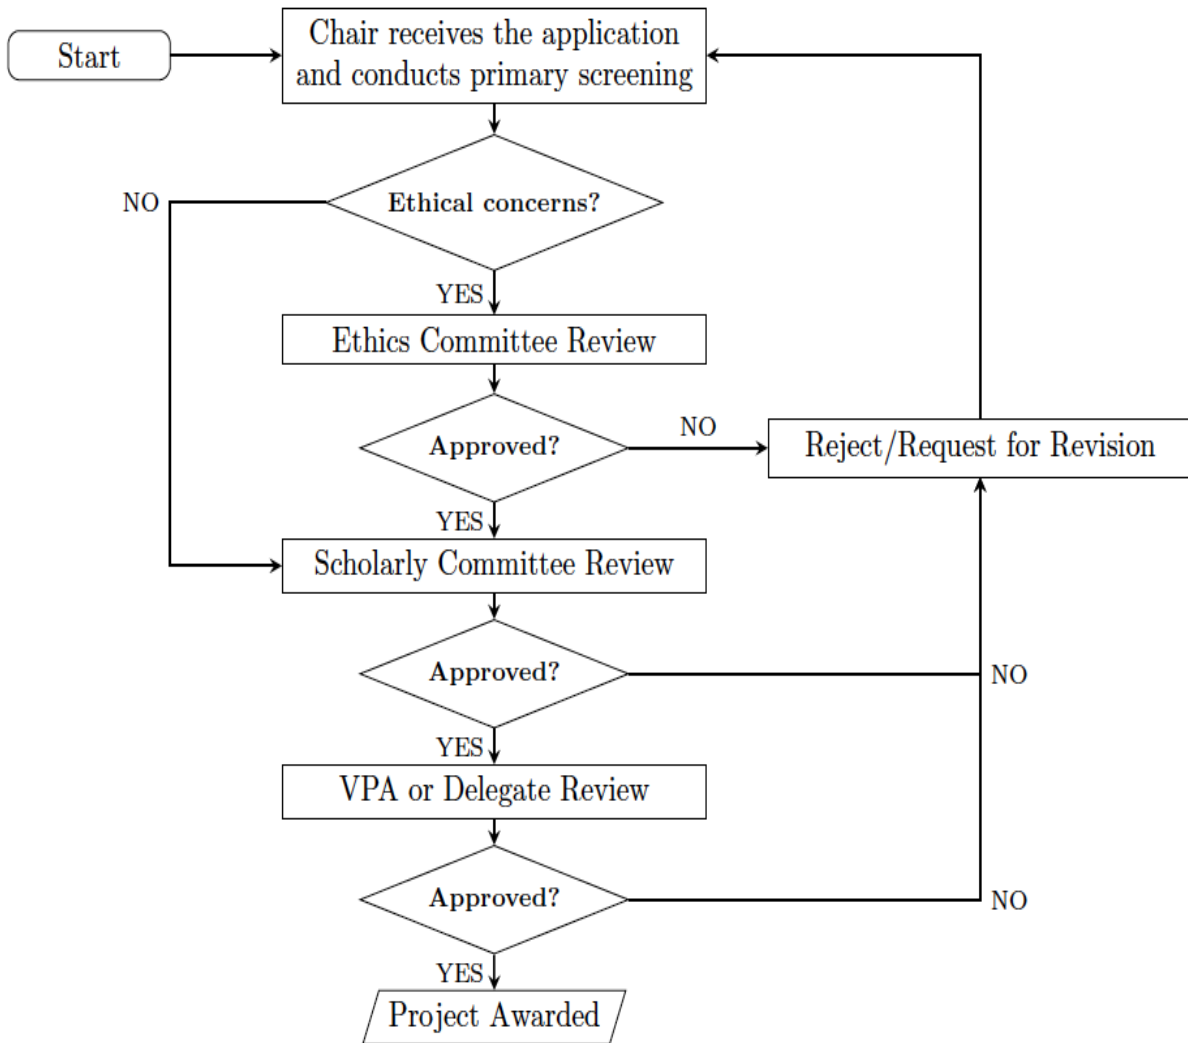 Start
Chair receives the application
and conducts primary screening
NO
Ethical concerns?
YES
Ethics Committee Review
Approved?
NO
Reject/Request for Revision
YES
Scholarly Committee Review
Approved?
NO
YES
VPA or Delegate Review
Approved?
NO
YES
Project Awarded